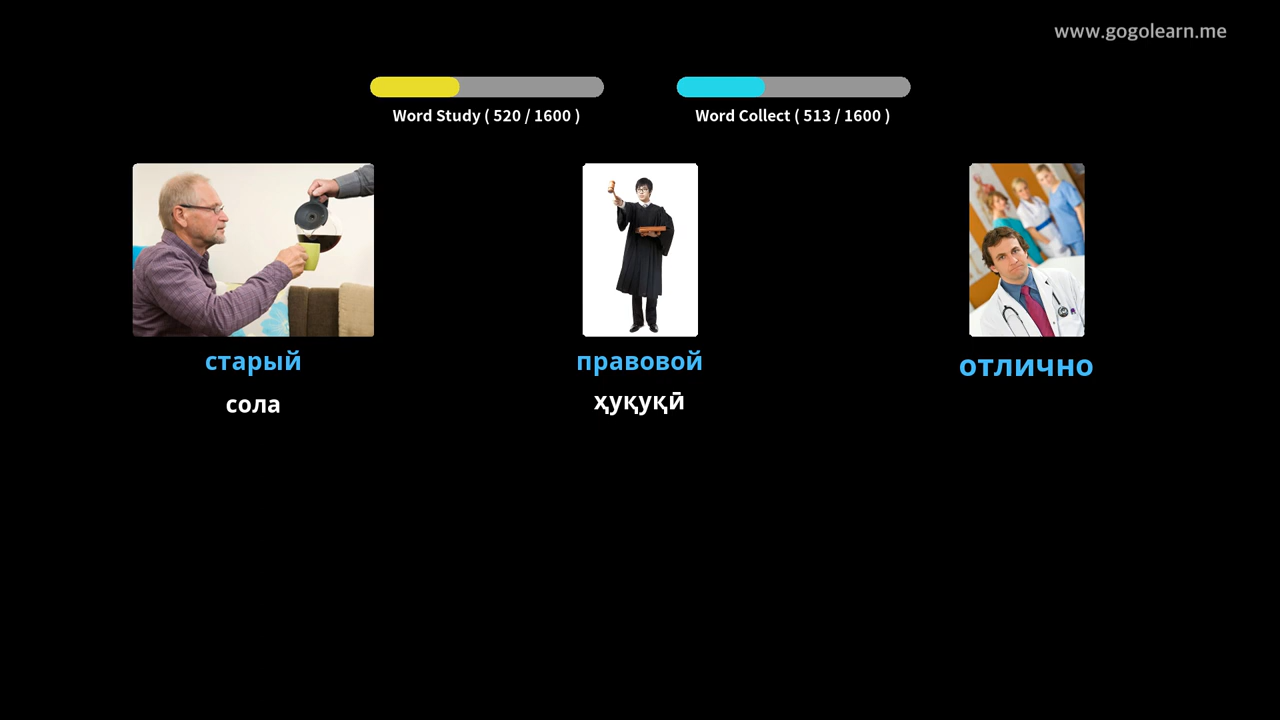 www.gogolearn.me
Word Study ( 520 / 1600 )
Word Collect ( 513 / 1600 )
старый
правовой
отлично
сола
ҳуқуқӣ